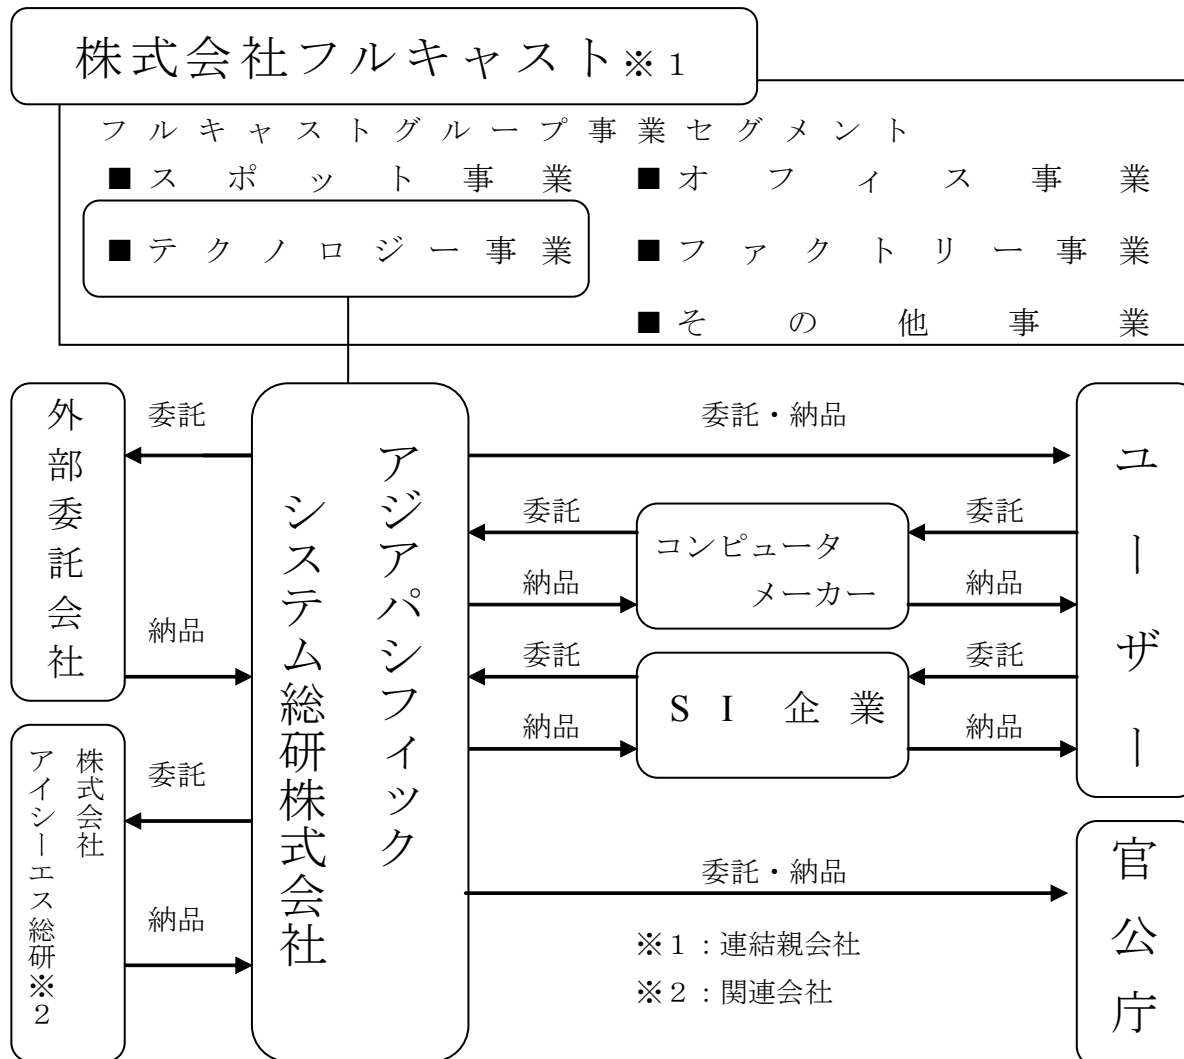 株式会社フルキャスト※1
フルキャストグループ事業セグメント
■スポット事業
■オフィス事業
■テクノロジー事業
■ファクトリー事業
■その他事業
外部委託会社
委託
納品
株式会社
アイシーエス総研※2
委託
納品
アジアパシフィック
システム総研株式会社
委託・納品
委託
納品
コンピュータ
メーカー
委託
納品
委託
納品
SI企業
委託
納品
ユーザー
委託・納品
官公庁
※1:連結親会社
※2:関連会社